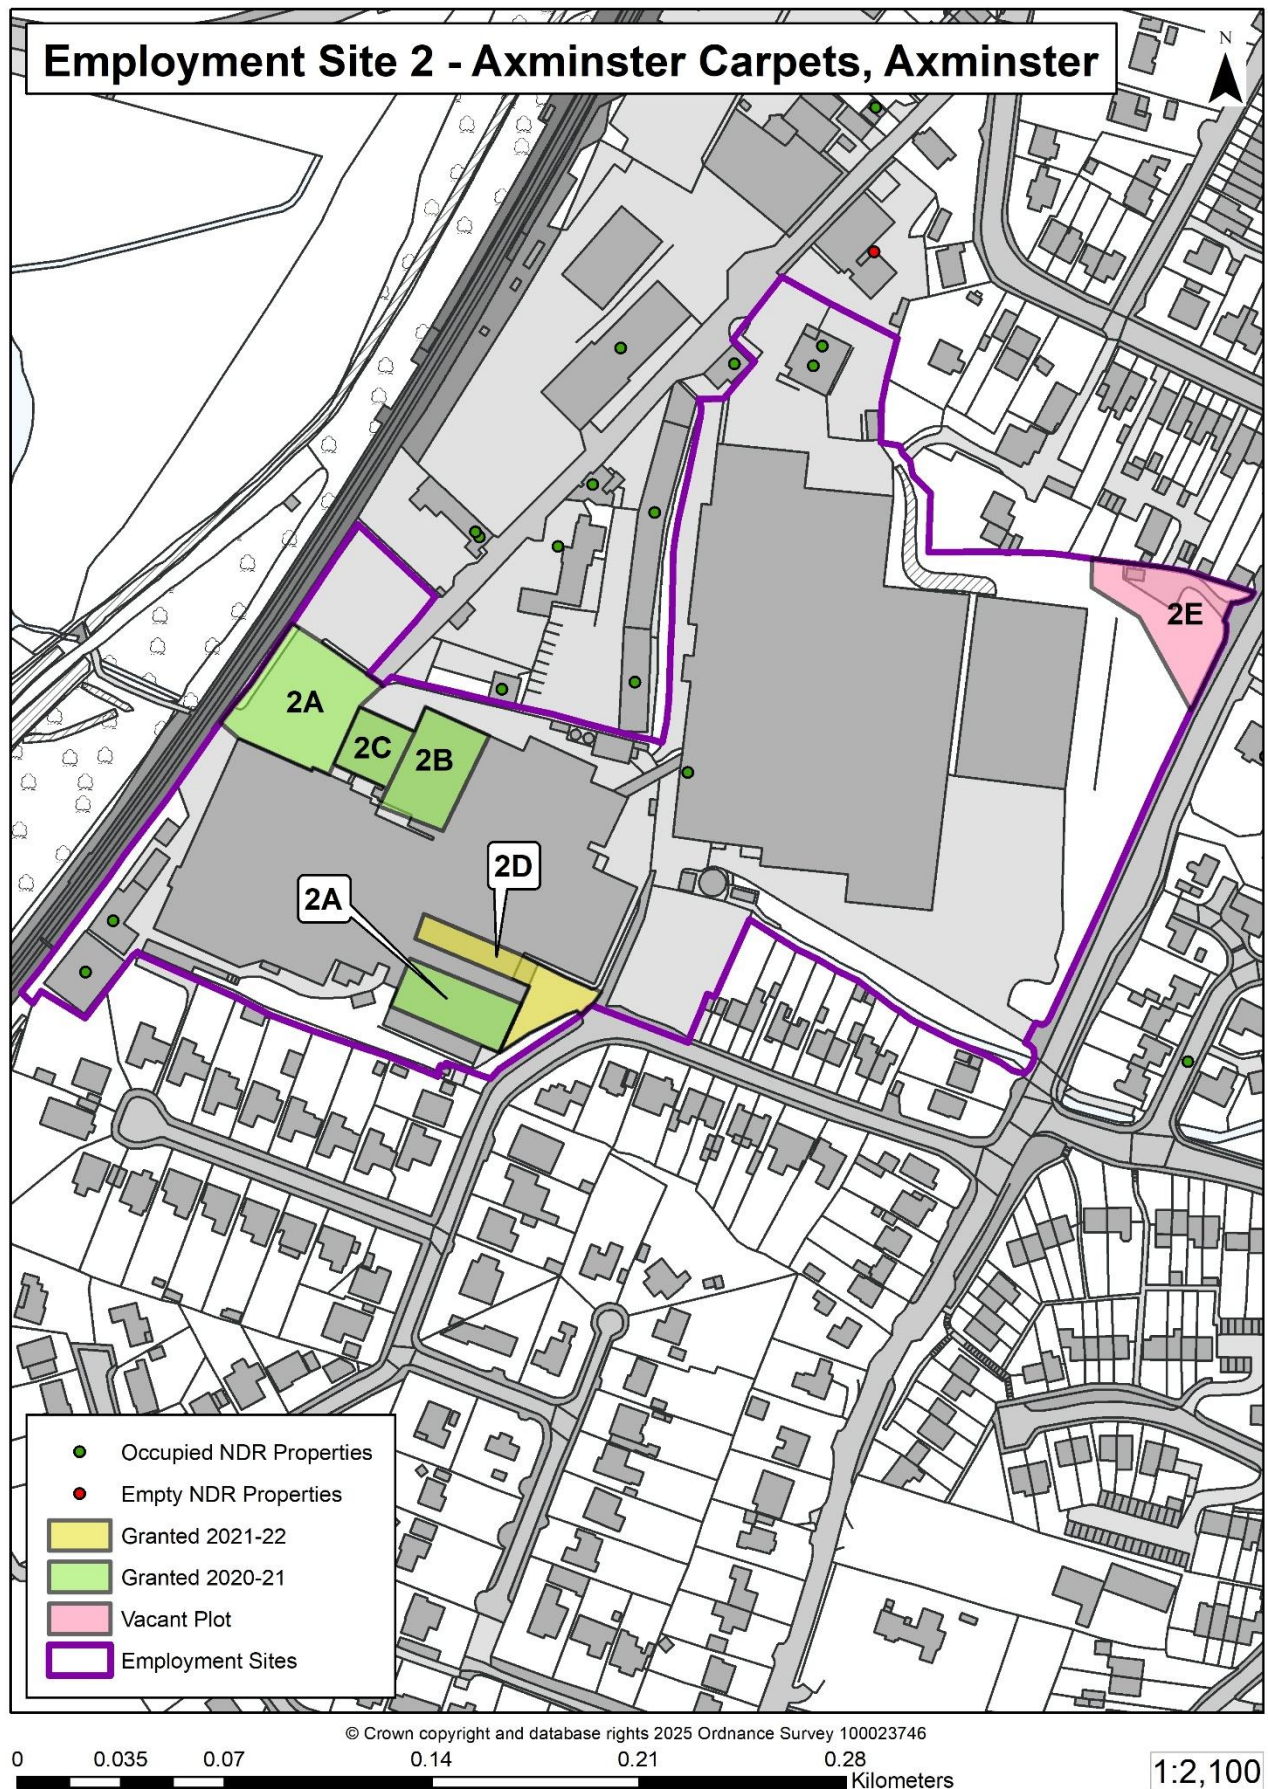 Employment Site 2 - Axminster Carpets, Axminster
N
2E
2A
2C
2B
2D
2A
Occupied NDR Properties
Empty NDR Properties
Granted 2021-22
Granted 2020-21
Vacant Plot
Employment Sites
© Crown copyright and database rights 2025 Ordnance Survey 100023746
0 0.035 0.07 0.14 0.21 0.28
Kilometers
1:2,100